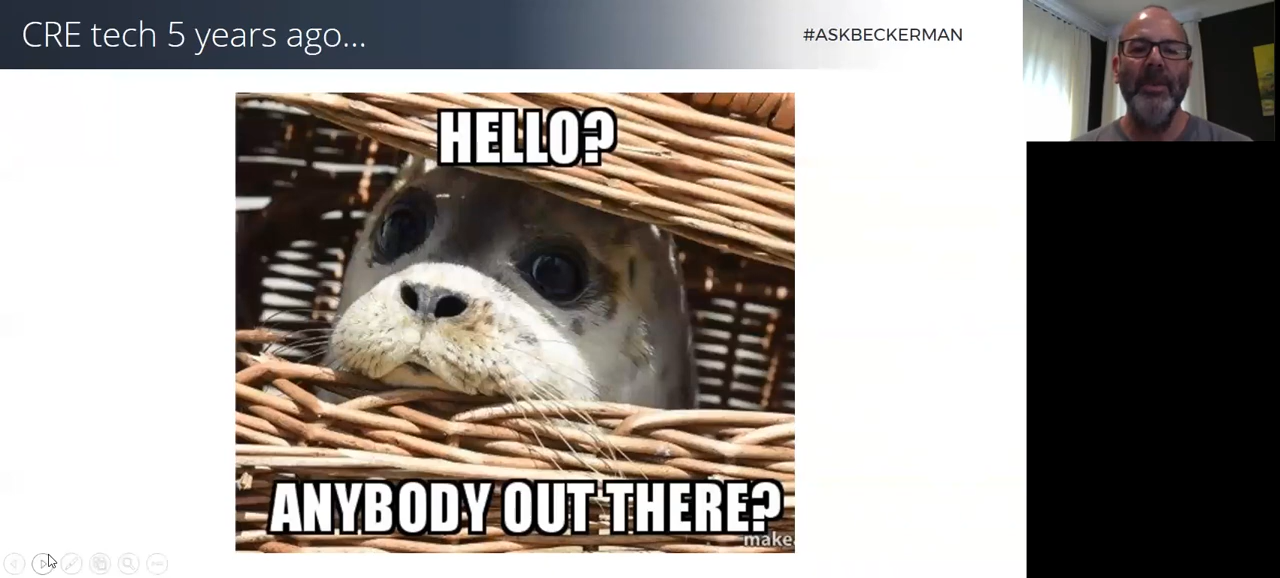 CRE tech 5 years ago...
#ASKBECKERMAN
HELLO?
ANYBODY OUT THERE?
make